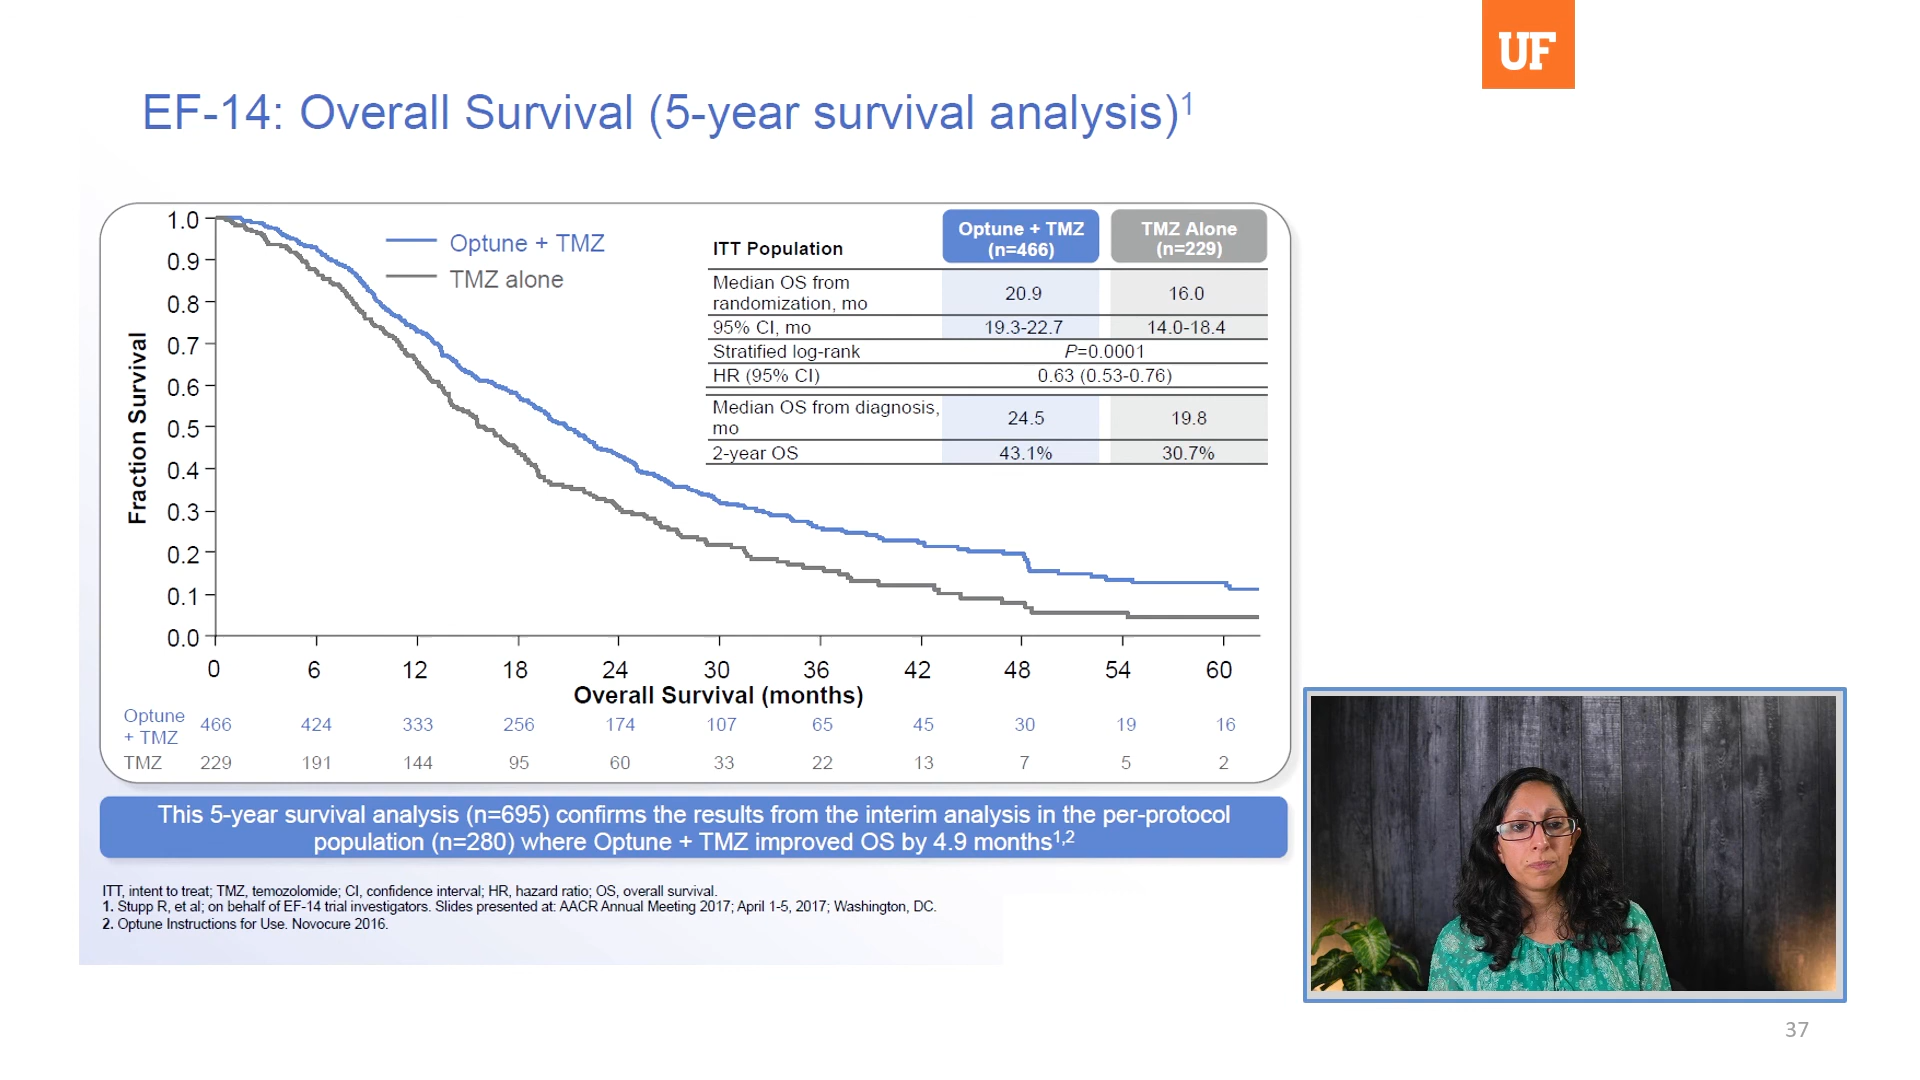 UF
EF-14: Overall Survival (5-year survival analysis)1
Optune + TMZ
TMZ alone
Fraction Survival
1.0
0.9
0.8
0.7
0.6
0.5
0.4
0.3
0.2
0.1
0.0
0 6 12 18 24 30 36 42 48 54 60
Overall Survival (months)
ITT Population
Optune + TMZ
(n=466)
TMZ Alone
(n=229)
Median OS from
randomization, mo
20.9 16.0
95% CI, mo 19.3-22.7 14.0-18.4
Stratified log-rank P=0.0001
HR (95% CI) 0.63 (0.53-0.76)
Median OS from diagnosis,
mo
24.5 19.8
2-year OS 43.1% 30.7%
Optune
+ TMZ
466 424 333 256 174 107 65 45 30 19 16
TMZ 229 191 144 95 60 33 22 13 7 5 2
This 5-year survival analysis (n=695) confirms the results from the interim analysis in the per-protocol
population (n=280) where Optune + TMZ improved OS by 4.9 months1,2
ITT, intent to treat; TMZ, temozolomide; CI, confidence interval; HR, hazard ratio; OS, overall survival.
1. Stupp R, et al; on behalf of EF-14 trial investigators. Slides presented at: AACR Annual Meeting 2017; April 1-5, 2017; Washington, DC.
2. Optune Instructions for Use. Novocure 2016.
37